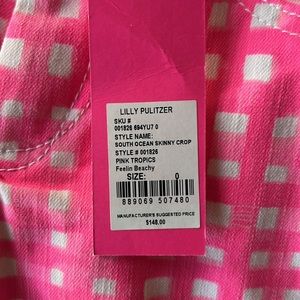 LILLY PULITZER
SKU #
001826 694YU7 0
STYLE NAME:
SOUTH OCEAN SKINNY CROP
STYLE # 001826
PINK TROPICS
Feelin Beachy
SIZE: 0
889069 507480
MANUFACTURER'S SUGGESTED PRICE
$148.00